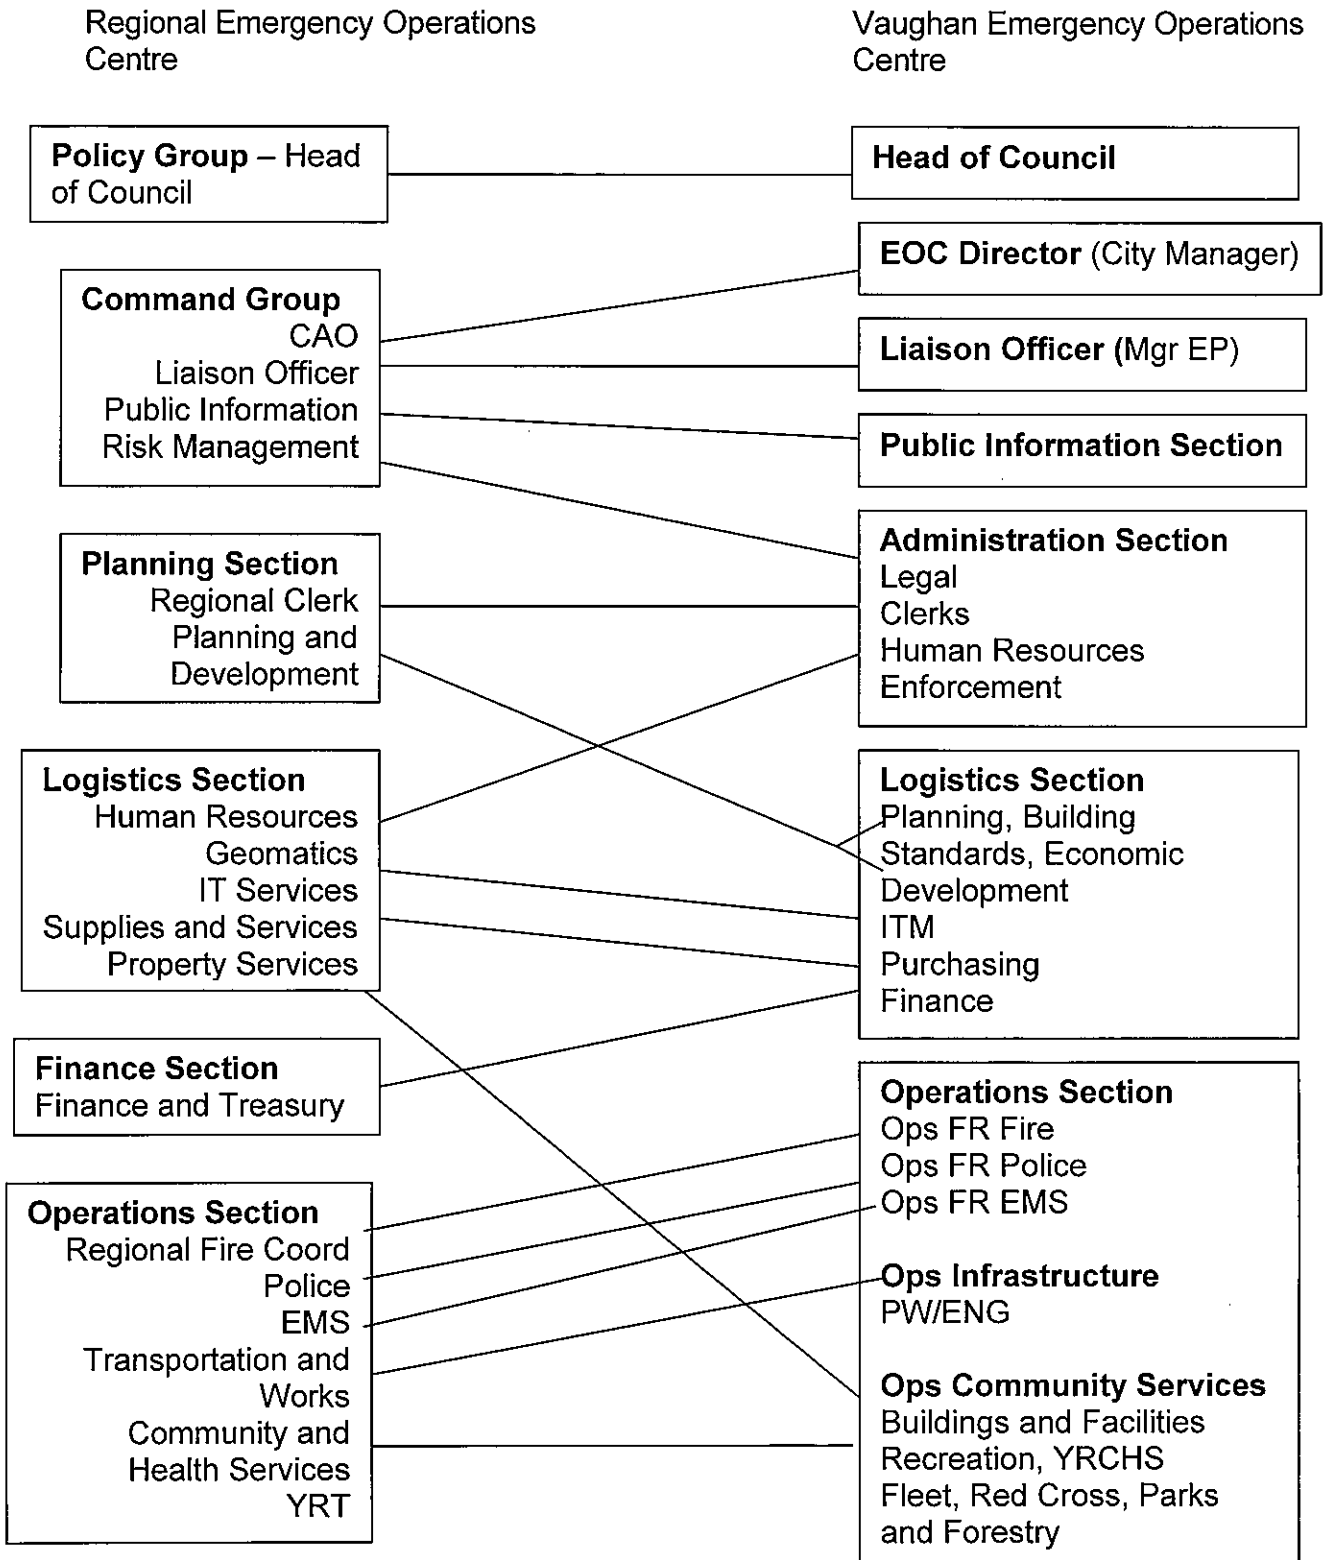 Regional Emergency Operations
Centre
Policy Group – Head
of Council
Command Group
CAO
Liaison Officer
Public Information
Risk Management
Planning Section
Regional Clerk
Planning and
Development
Logistics Section
Human Resources
Geomatics
IT Services
Supplies and Services
Property Services
Finance Section
Finance and Treasury
Operations Section
Regional Fire Coord
Police
EMS
Transportation and
Works
Community and
Health Services
YRT
Vaughan Emergency Operations
Centre
Head of Council
EOC Director (City Manager)
Liaison Officer (Mgr EP)
Public Information Section
Administration Section
Legal
Clerks
Human Resources
Enforcement
Logistics Section
Planning, Building
Standards, Economic
Development
ITM
Purchasing
Finance
Operations Section
Ops FR Fire
Ops FR Police
Ops FR EMS
Ops Infrastructure
PW/ENG
Ops Community Services
Buildings and Facilities
Recreation, YRCHS
Fleet, Red Cross, Parks
and Forestry